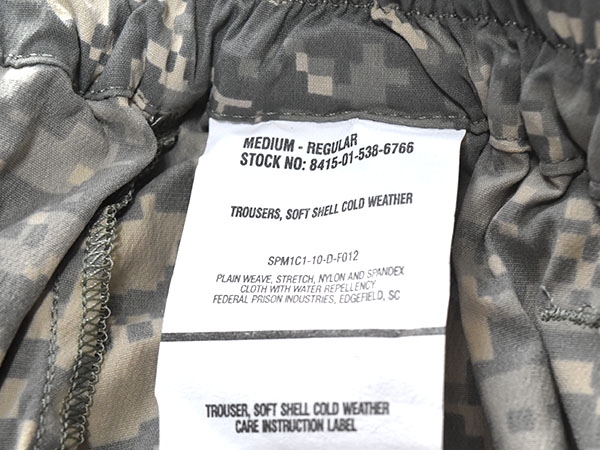 MEDIUM - REGULAR
STOCK NO: 8415-01-538-6766
TROUSERS, SOFT SHELL COLD WEATHER
SPM1C1-10-D-F012
PLAIN WEAVE, STRETCH, NYLON AND SPANDEX
CLOTH WITH WATER REPELLENCY
FEDERAL PRISON INDUSTRIES, EDGEFIELD, SC
TROUSER, SOFT SHELL COLD WEATHER
CARE INSTRUCTION LABEL